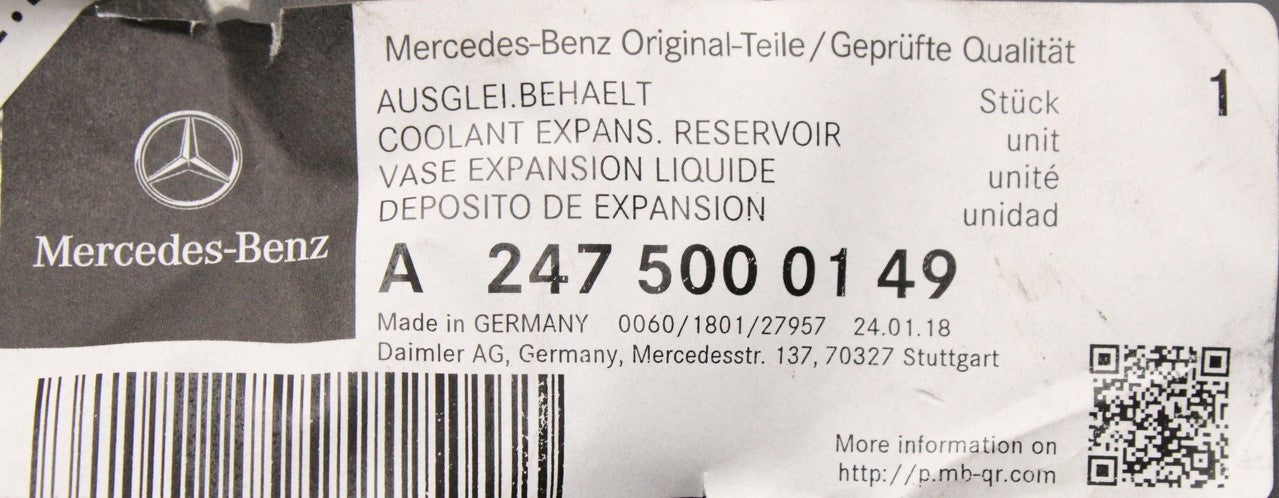 Mercedes-Benz Original-Teile/Geprüfte Qualität
AUSGLEI.BEHAELT Stück 1
COOLANT EXPANS. RESERVOIR unit
VASE EXPANSION LIQUIDE unité
DEPOSITO DE EXPANSION unidad
Mercedes-Benz
A 247 500 01 49
Made in GERMANY 0060/1801/27957 24.01.18
Daimler AG, Germany, Mercedesstr. 137, 70327 Stuttgart
More information on
http://p.mb-qr.com